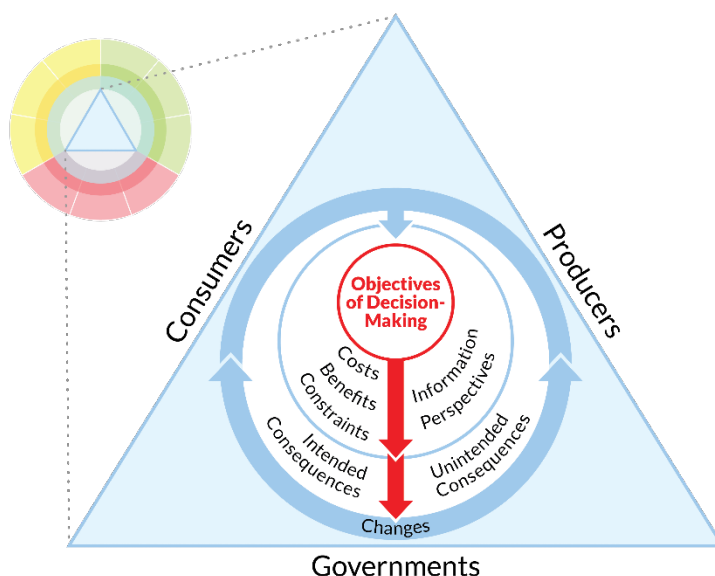 Consumers
Producers
Objectives
of Decision-
Making
Costs
Benefits
Constraints
Information
Perspectives
Intended
Consequences
Unintended
Consequences
Changes
Governments